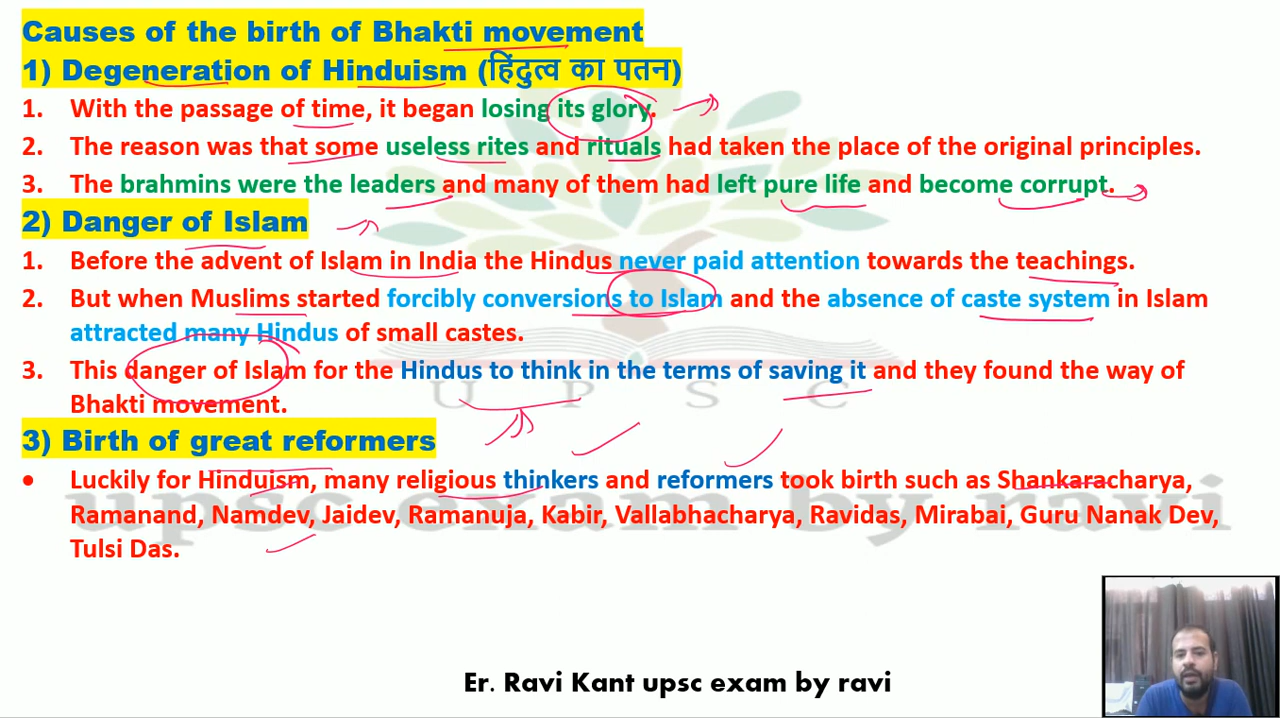 Causes of the birth of Bhakti movement
1) Degeneration of Hinduism (हिंदुत्व का पतन)
1. With the passage of time, it began losing its glory.
2. The reason was that some useless rites and rituals had taken the place of the original principles.
3. The brahmins were the leaders and many of them had left pure life and become corrupt.
2) Danger of Islam
1. Before the advent of Islam in India the Hindus never paid attention towards the teachings.
2. But when Muslims started forcibly conversions to Islam and the absence of caste system in Islam
attracted many Hindus of small castes.
3. This danger of Islam for the Hindus to think in the terms of saving it and they found the way of
Bhakti movement.
UPSC
3) Birth of great reformers
• Luckily for Hinduism, many religious thinkers and reformers took birth such as Shankaracharya,
upsc exam by ravi
Ramanand, Namdev, Jaidev, Ramanuja, Kabir, Vallabhacharya, Ravidas, Mirabai, Guru Nanak Dev,
Tulsi Das.
Er. Ravi Kant upsc exam by ravi